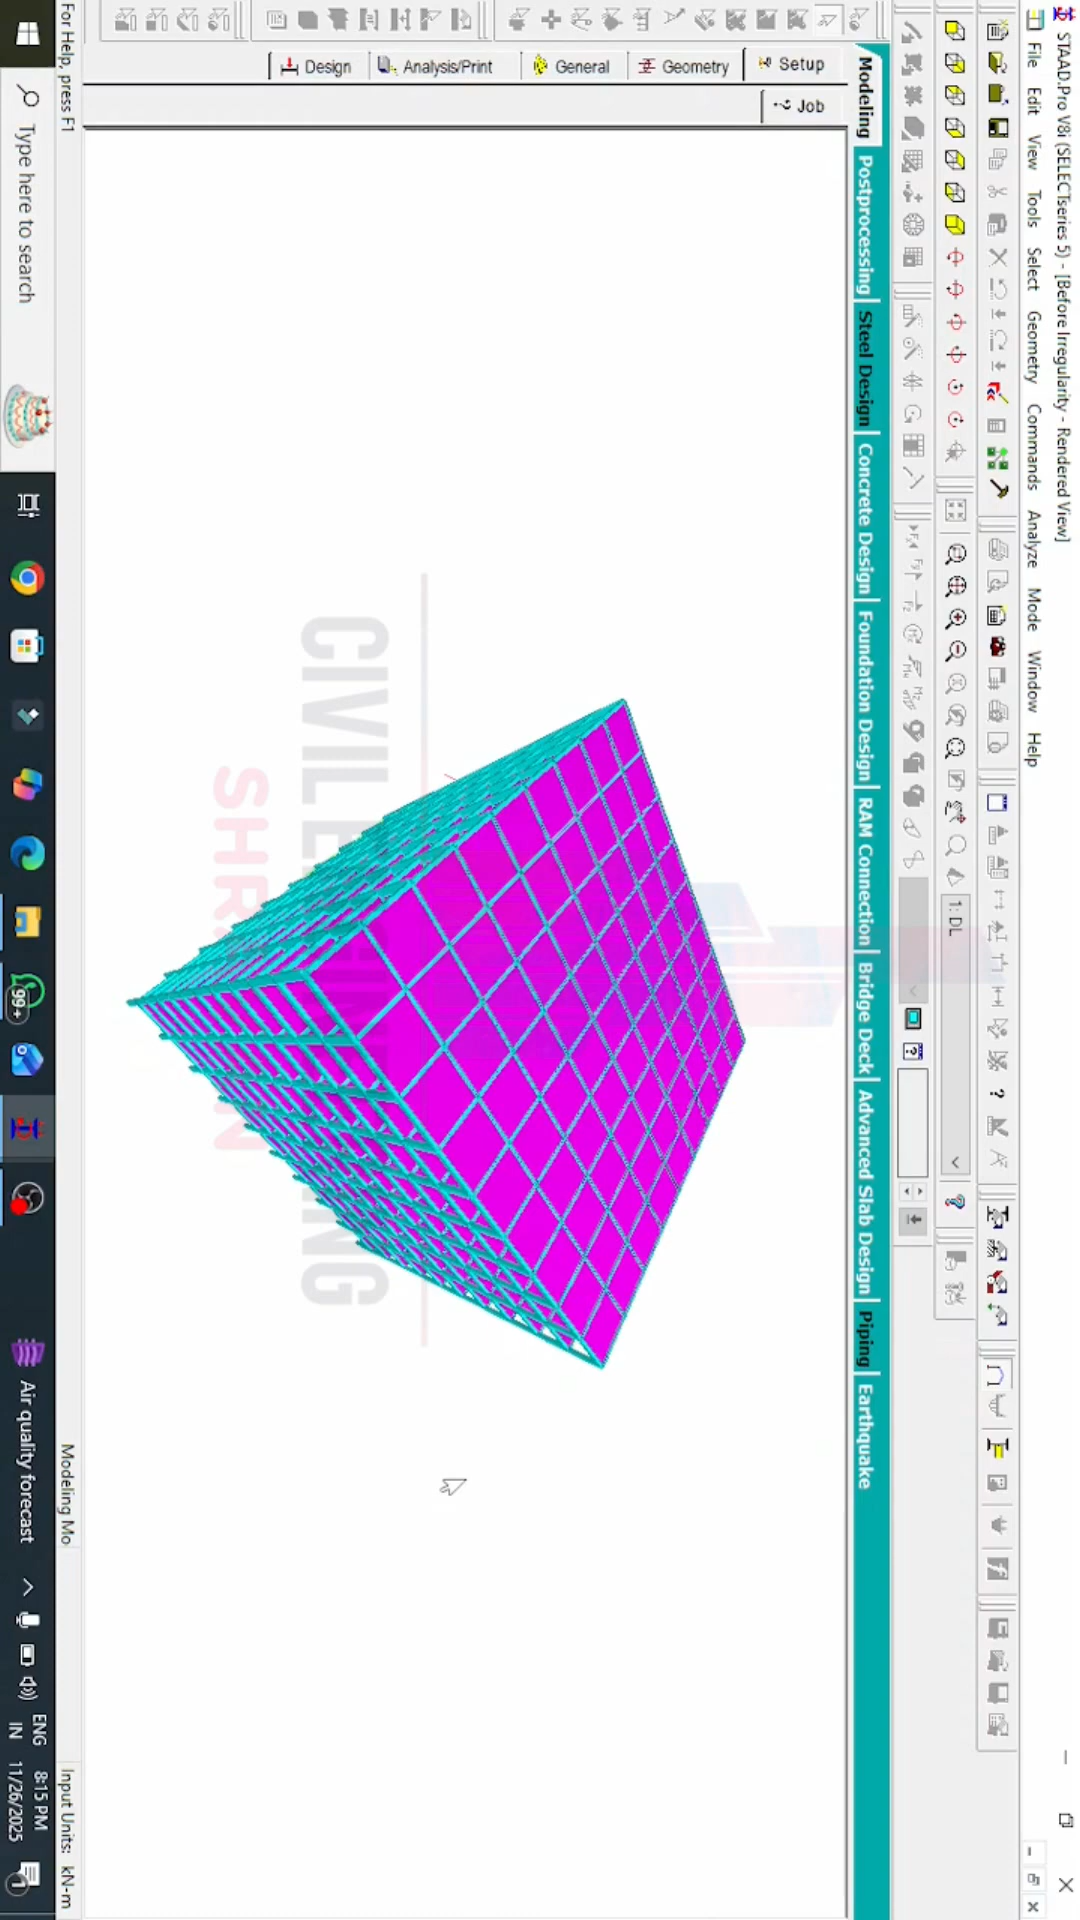 STAAD.Pro V8i (SELECTseries 5) - [Before Irregularity - Rendered View]
File Edit View Tools Select Geometry Commands Analyze Mode Window Help
1: DL
Modeling Postprocessing Steel Design Concrete Design Foundation Design RAM Connection Bridge Deck Advanced Slab Design Piping Earthquake
Job
Setup
Geometry
General
Analysis/Print
Design
For Help, press F1
Modeling Mo
Input Units: kN-m
Type here to search
99+
Air quality forecast
ENG
IN
8:15 PM
11/26/2025
1